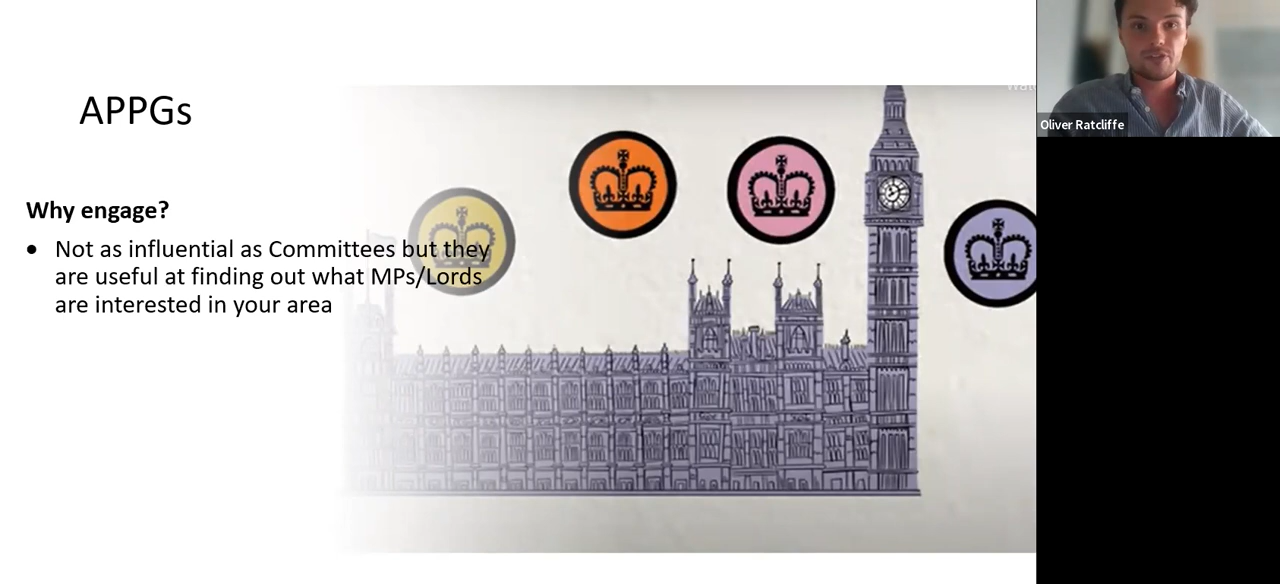 APPGs
Why engage?
Not as influential as Committees but they
are useful at finding out what MPs/Lords
are interested in your area
Oliver Ratcliffe